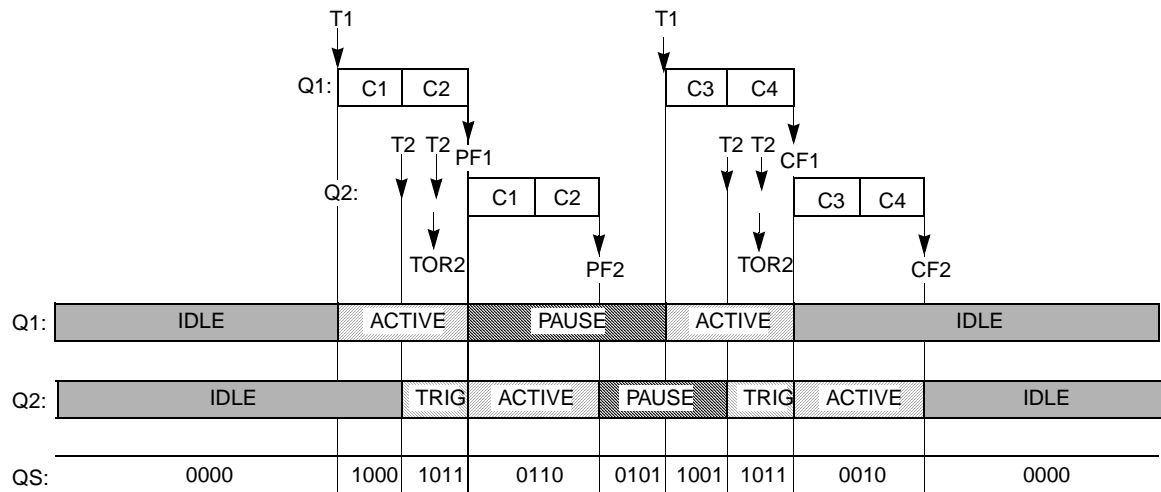 T1 T1
Q1: C1 C2 C3 C4
T2 T2 PF1 T2 T2 CF1
Q2: C1 C2 C3 C4
TOR2 PF2 TOR2 CF2
Q1: IDLE ACTIVE PAUSE ACTIVE IDLE
Q2: IDLE TRIG ACTIVE PAUSE TRIG ACTIVE IDLE
QS: 0000 1000 1011 0110 0101 1001 1011 0010 0000